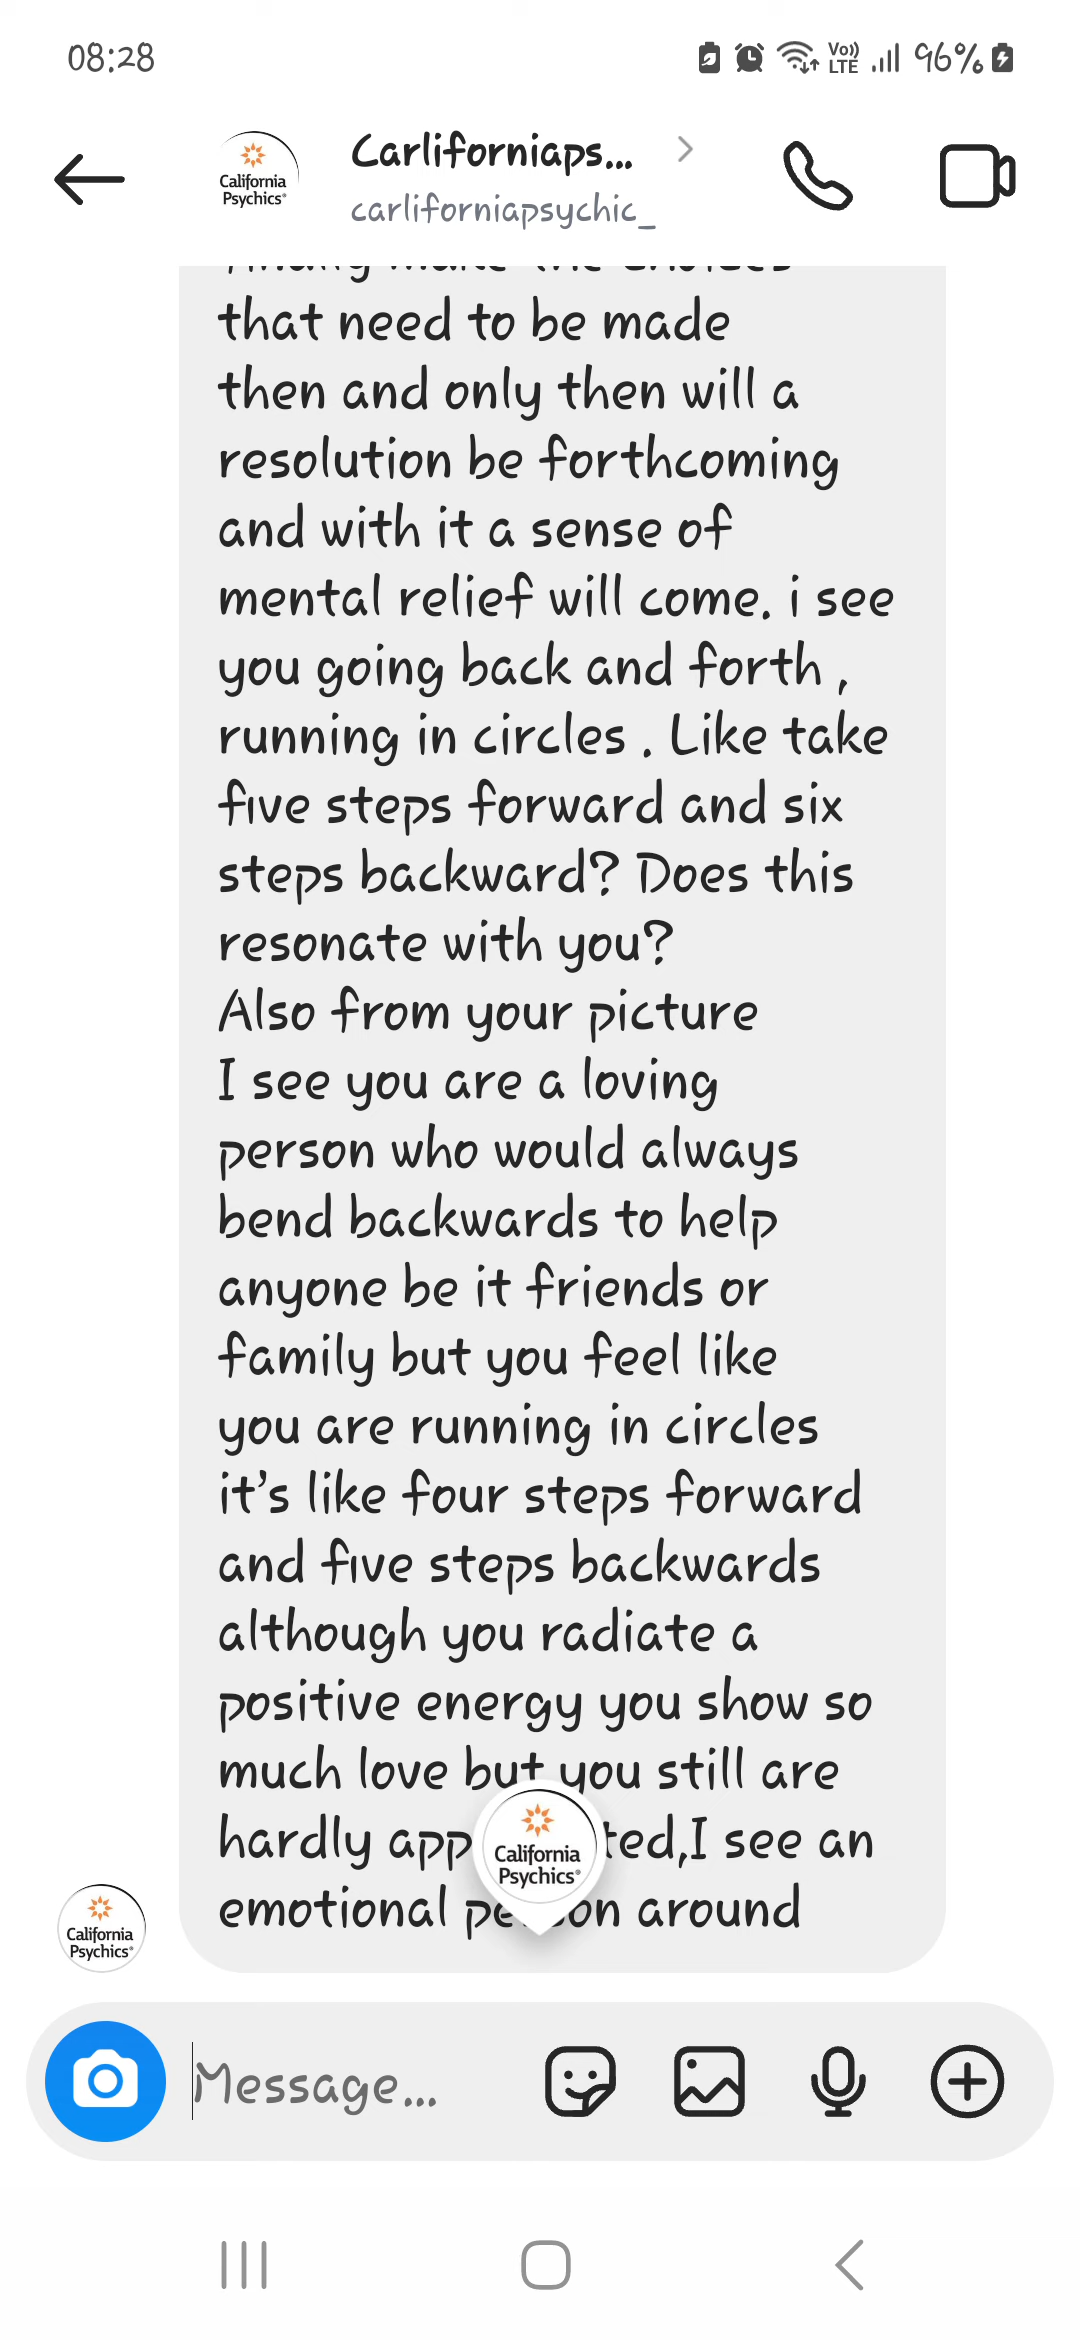 08:28
Vo))
LTE
96%
California
Psychics®
Carliforniaps...
carliforniapsychic_
that need to be made
then and only then will a
resolution be forthcoming
and with it a sense of
mental relief will come. i see
you going back and forth ,
running in circles . Like take
five steps forward and six
steps backward? Does this
resonate with you?
Also from your picture
I see you are a loving
person who would always
bend backwards to help
anyone be it friends or
family but you feel like
you are running in circles
it's like four steps forward
and five steps backwards
although you radiate a
positive energy you show so
much love but you still are
hardly I see an
emotional around
California
Psychics®
California
Psychics®
Message...